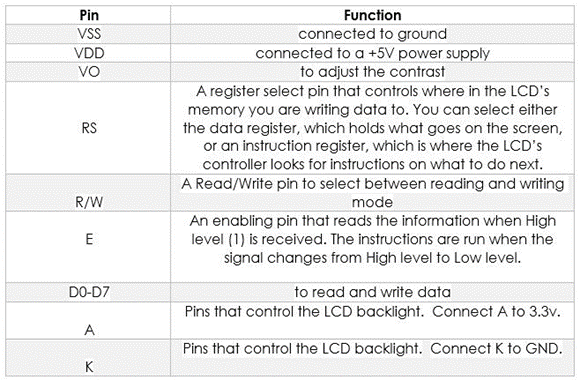 Pin Function
VSS connected to ground
VDD connected to a +5V power supply
VO to adjust the contrast
RS
A register select pin that controls where in the LCD's
memory you are writing data to. You can select either
the data register, which holds what goes on the screen,
or an instruction register, which is where the LCD's
controller looks for instructions on what to do next.
R/W
A Read/Write pin to select between reading and writing
mode
E
An enabling pin that reads the information when High
level (1) is received. The instructions are run when the
signal changes from High level to Low level.
D0-D7 to read and write data
A
Pins that control the LCD backlight. Connect A to 3.3v.
K
Pins that control the LCD backlight. Connect K to GND.